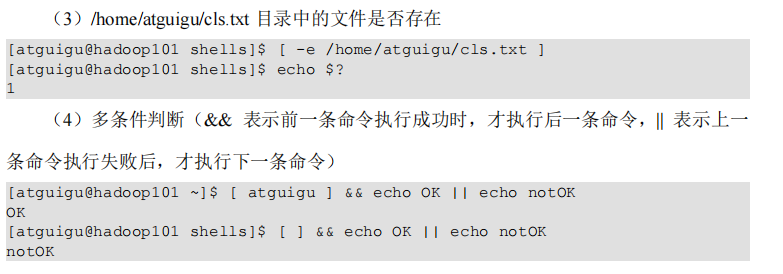 （3）/home/atguigu/cls.txt 目录中的文件是否存在
[atguigu@hadoop101 shells]$ [ -e /home/atguigu/cls.txt ]
[atguigu@hadoop101 shells]$ echo $?
1
（4）多条件判断（&& 表示前一条命令执行成功时，才执行后一条命令，|| 表示上一
条命令执行失败后，才执行下一条命令）
[atguigu@hadoop101 ~]$ [ atguigu ] && echo OK || echo notOK
OK
[atguigu@hadoop101 shells]$ [ ] && echo OK || echo notOK
notOK